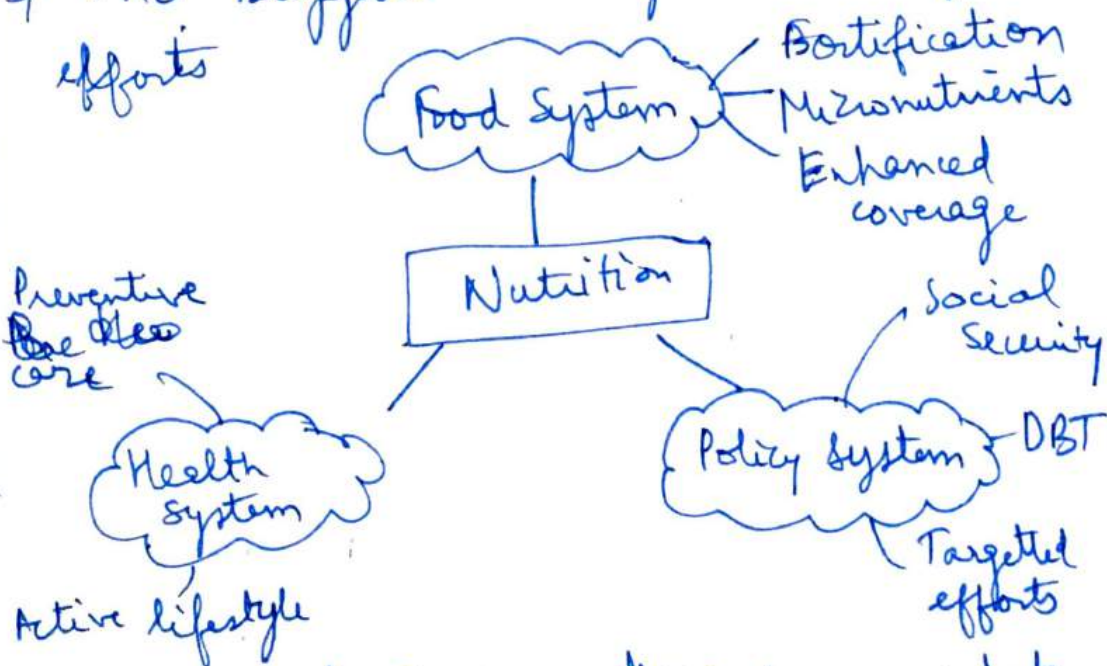 efforts
Food System
Bortification
Micronutrients
Enhanced
coverage
Nutrition
Preventive
care
Health
system
Active lifestyle
Policy system
Social
Security
DBT
Targetted
efforts